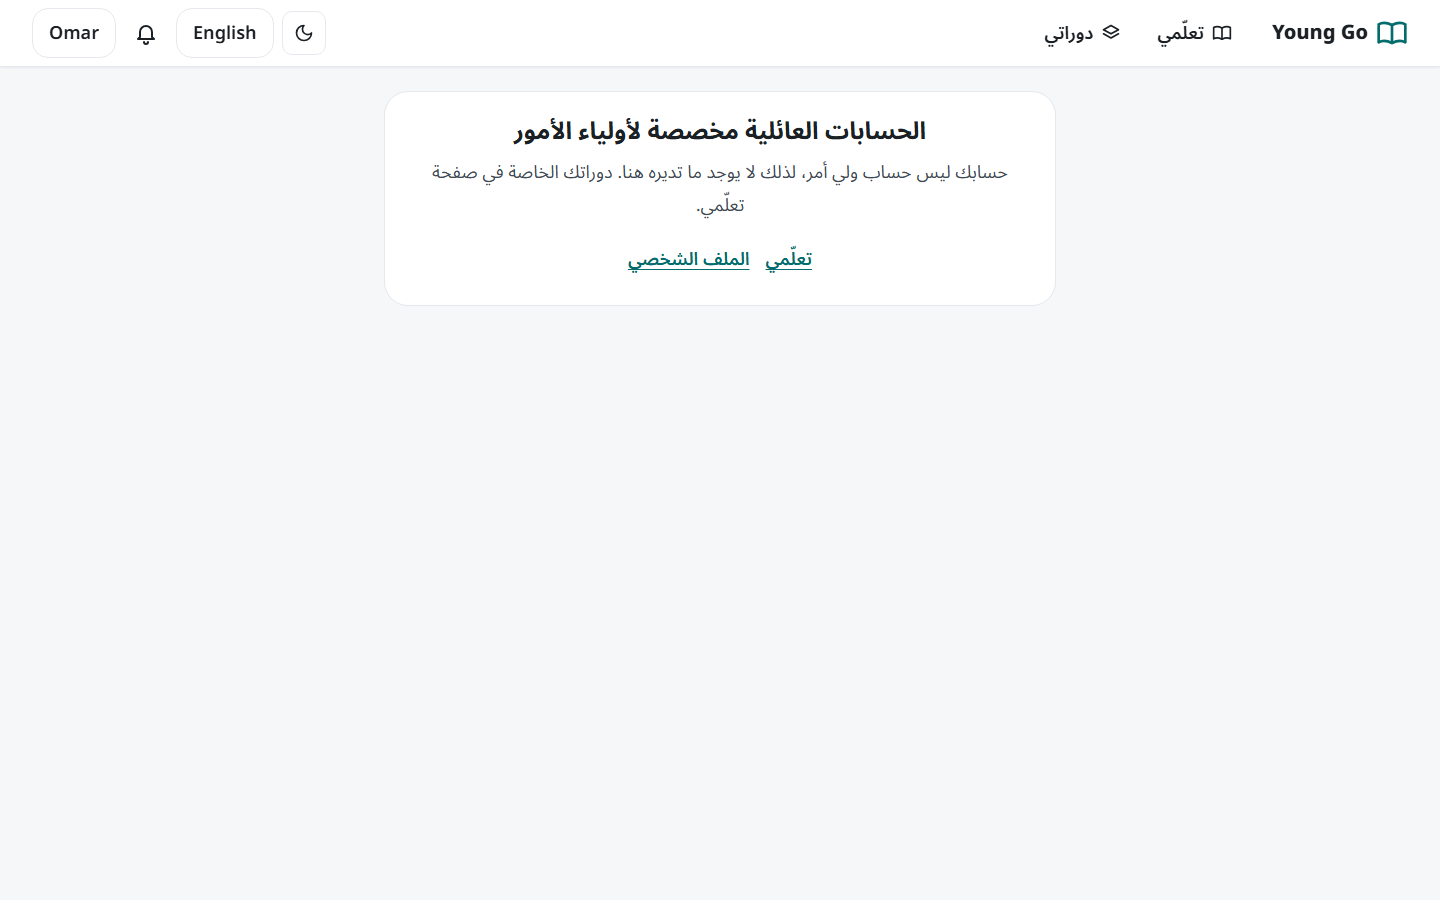 Young Go
تعلّمي
دوراتي
English
Omar
الحسابات العائلية مخصصة لأولياء الأمور
حسابك ليس حساب ولي أمر، لذلك لا يوجد ما تديره هنا. دوراتك الخاصة في صفحة
تعلّمي.
تعلّمي الملف الشخصي